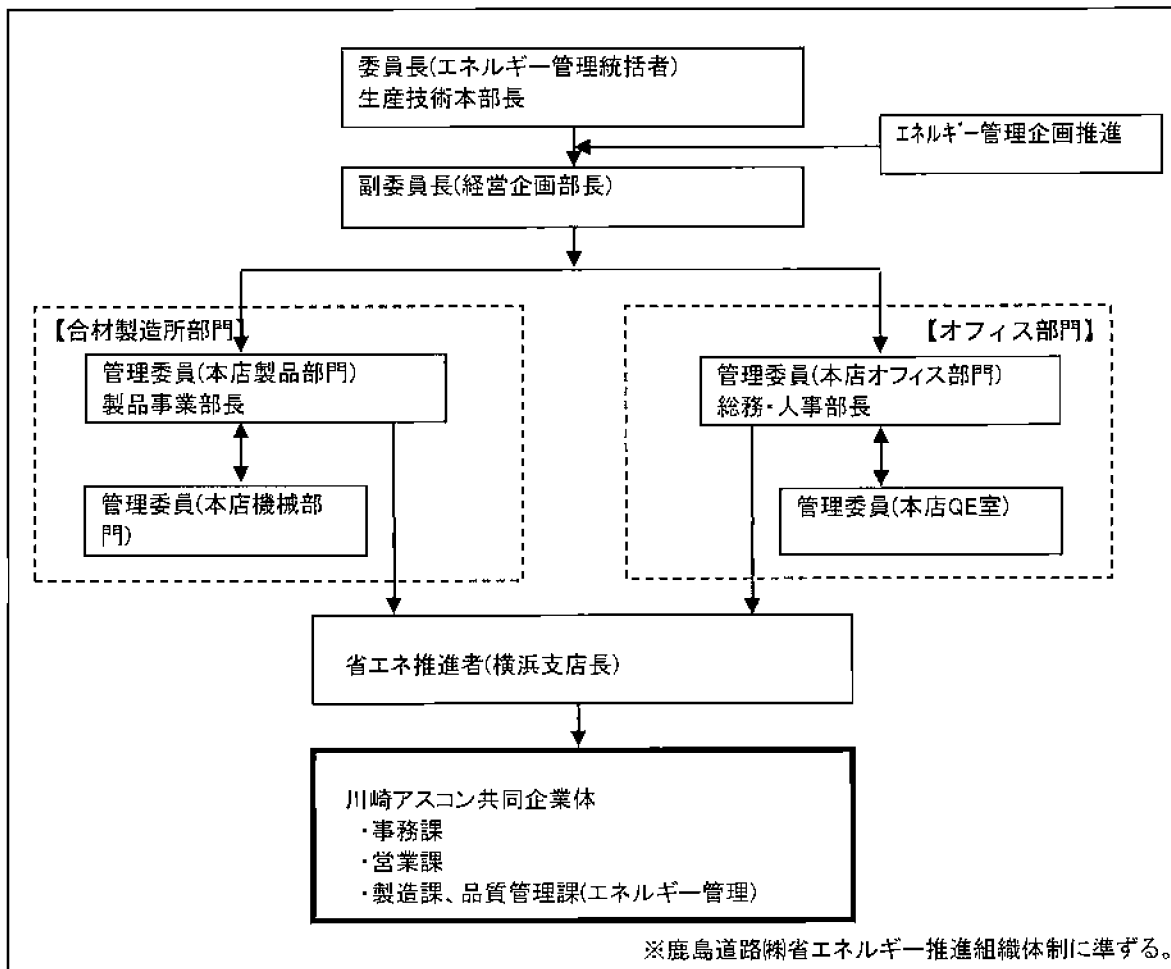 委員長(エネルギー管理統括者)
生産技術本部長
エネルギー管理企画推進
副委員長(経営企画部長)
【合材製造所部門】
管理委員(本店製品部門)
製品事業部長
管理委員(本店機械部
門)
【オフィス部門】
管理委員(本店オフィス部門)
総務・人事部長
管理委員(本店QE室)
省エネ推進者(横浜支店長)
川崎アスコン共同企業体
・事務課
・営業課
・製造課、品質管理課(エネルギー管理)
※鹿島道路㈱省エネルギー推進組織体制に準ずる。